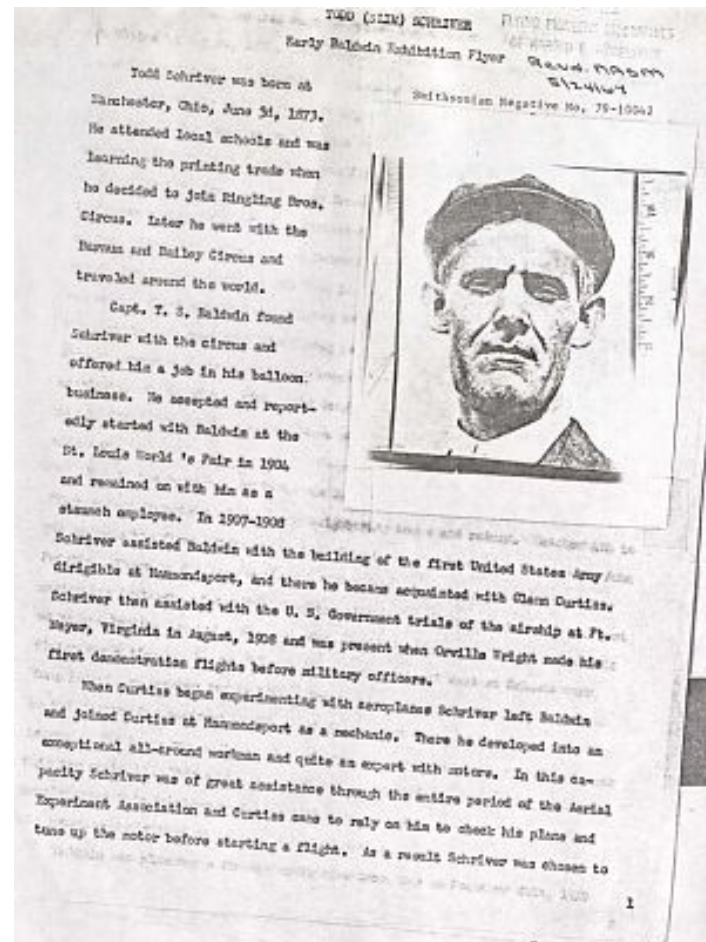 TODD (SLIM) SCHRIVER
Early Baldwin Exhibition Flyer
Recd. NASM
5/24/67
Smithsonian Negative No. 78-10042
Todd Schriver was born at
Manchester, Ohio, June 3d, 1873.
He attended local schools and was
learning the printing trade when
he decided to join Ringling Bros.
Circus. Later he went with the
Barnum and Bailey Circus and
traveled around the world.
Capt. T. S. Baldwin found
Schriver with the circus and
offered him a job in his balloon
business. He accepted and report-
edly started with Baldwin at the
St. Louis World 's Fair in 1904
and remained on with him as a
staunch employee. In 1907-1908
Schriver assisted Baldwin with the building of the first United States Army
dirigible at Hammondsport, and there he became acquainted with Glenn Curtiss.
Schriver then assisted with the U. S. Government trials of the airship at Ft.
Meyer, Virginia in August, 1908 and was present when Orville Wright made his
first demonstration flights before military officers.
When Curtiss began experimenting with aeroplanes Schriver left Baldwin
and joined Curtiss at Hammondsport as a mechanic. There he developed into an
exceptional all-around workman and quite an expert with motors. In this ca-
pacity Schriver was of great assistance through the entire period of the Aerial
Experiment Association and Curtiss came to rely on him to check his plane and
tune up the motor before starting a flight. As a result Schriver was chosen to
1